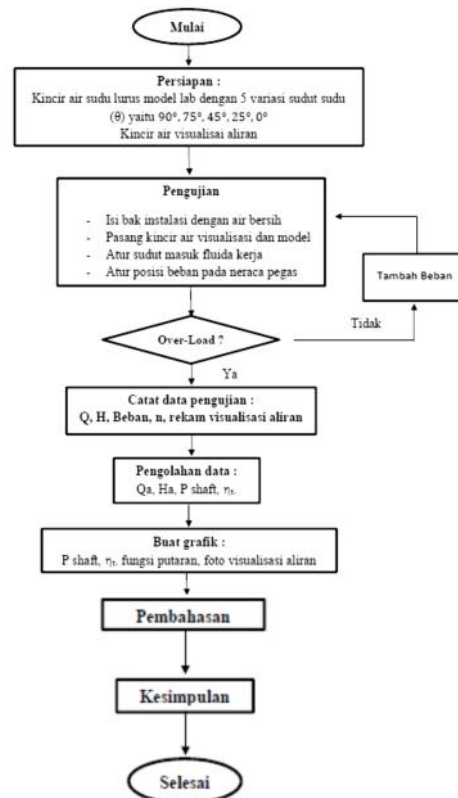 Mulai
Persiapan :
Kincir air sudu lurus model lab dengan 5 variasi sudut sudu
(θ) yaitu 90°, 75°, 45°, 25°, 0°
Kincir air visualisai aliran
Pengujian
- Isi bak instalasi dengan air bersih
- Pasang kincir air visualisasi dan model
- Atur sudut masuk fluida kerja
- Atur posisi beban pada neraca pegas
Tambah Beban
Over-Load ?
Tidak
Ya
Catat data pengujian :
Q, H, Beban, n, rekam visualisasi aliran
Pengolahan data :
Qa, Ha, P shaft, ηt.
Buat grafik :
P shaft, ηt. fungsi putaran, foto visualisasi aliran
Pembahasan
Kesimpulan
Selesai